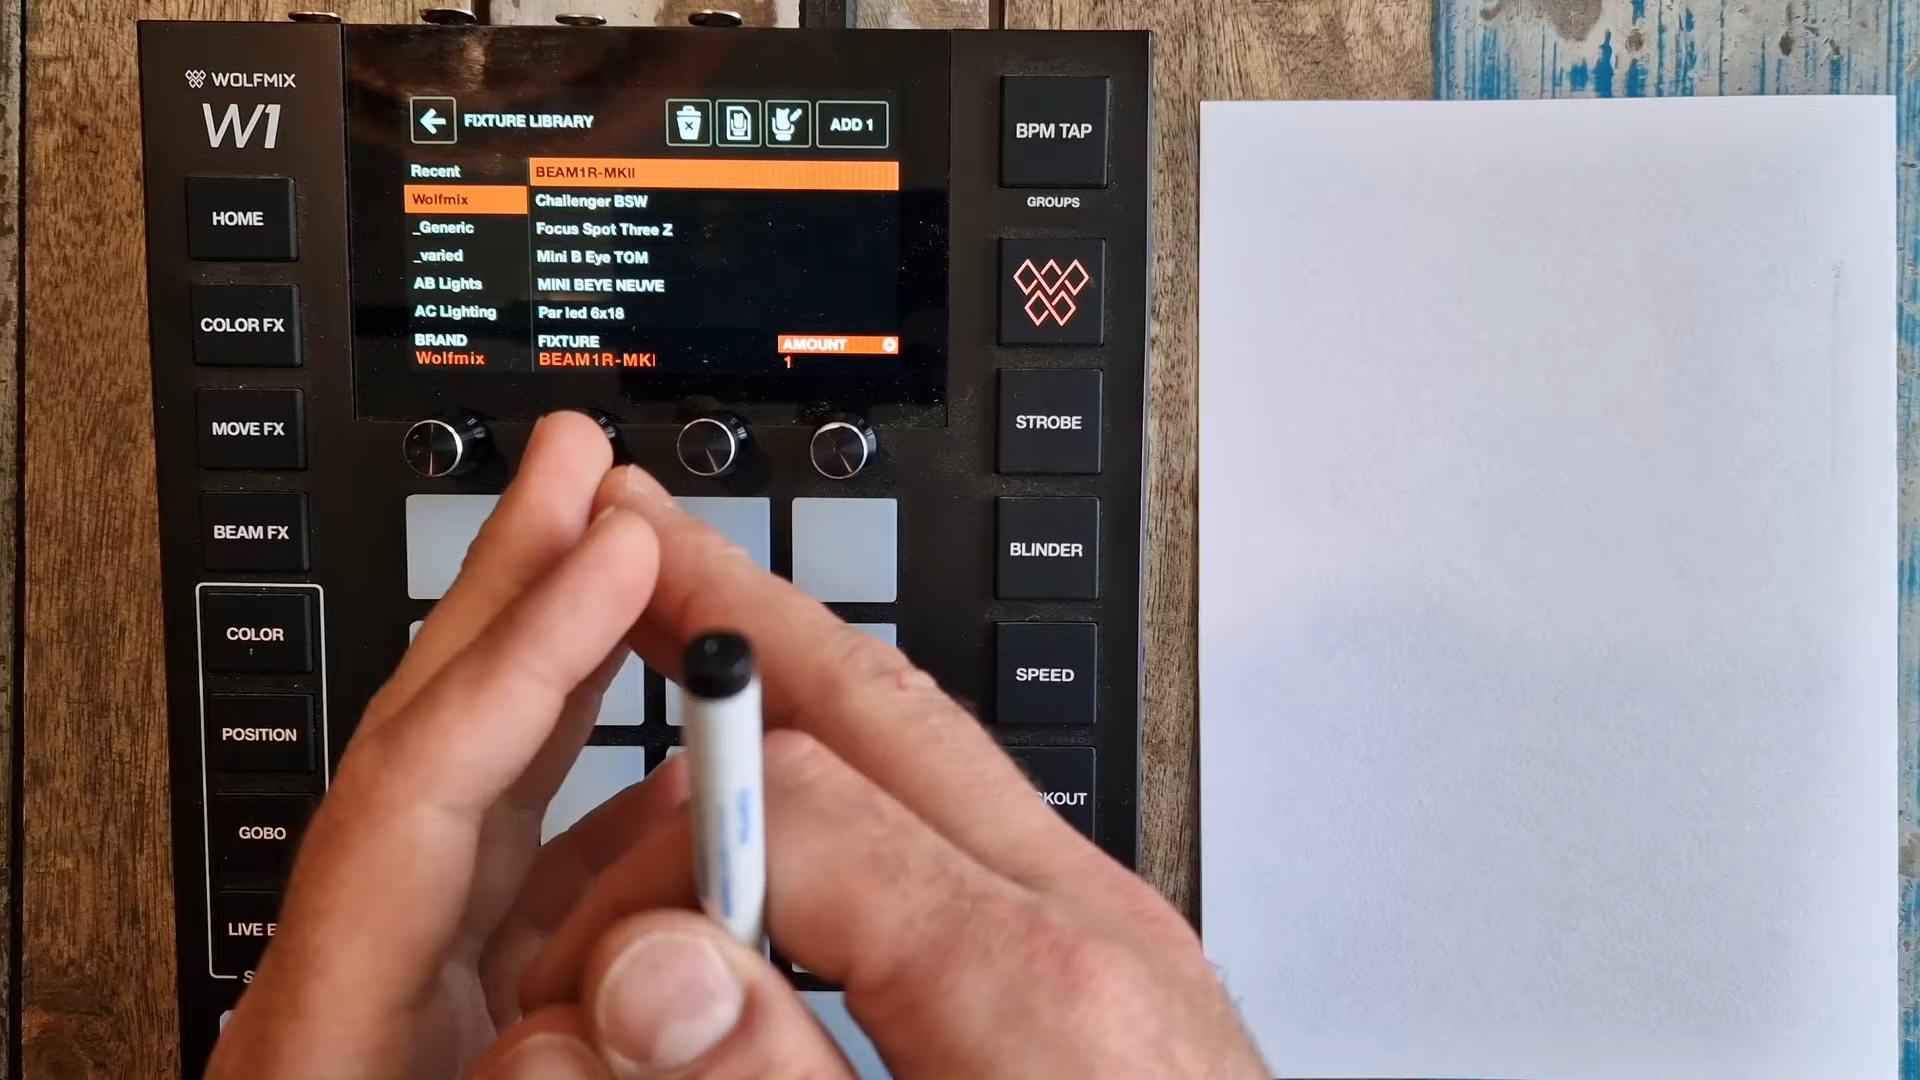 WOLFMIX
W1
HOME
COLOR FX
MOVE FX
BEAM FX
COLOR
POSITION
GOBO
LIVE E
FIXTURE LIBRARY
ADD 1
Recent
Wolfmix
_Generic
_varied
AB Lights
AC Lighting
BRAND
Wolfmix
BEAM1R-MKII
Challenger BSW
Focus Spot Three Z
Mini B Eye TOM
MINI BEYE NEUVE
Par led 6x18
FIXTURE
BEAM1R-MKI
AMOUNT
1
BPM TAP
GROUPS
STROBE
BLINDER
SPEED
CKOUT